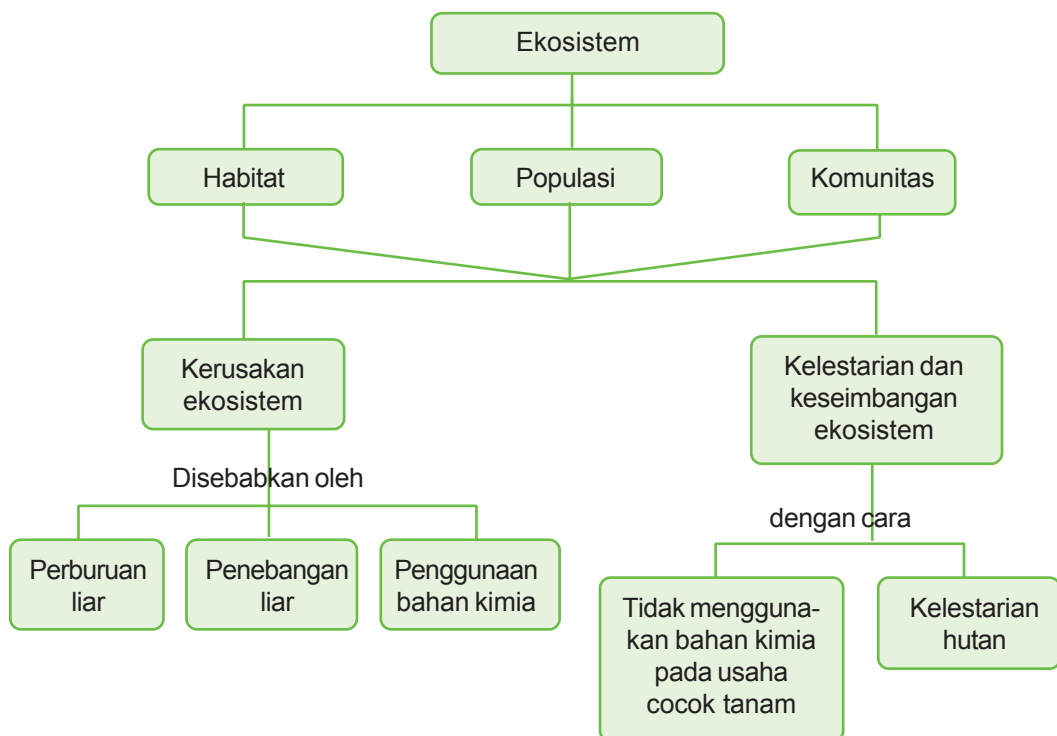 Ekosistem
Habitat
Populasi
Komunitas
Kerusakan
ekosistem
Kelestarian dan
keseimbangan
ekosistem
Disebabkan oleh
dengan cara
Perburuan
liar
Penebangan
liar
Penggunaan
bahan kimia
Tidak mengguna-
kan bahan kimia
pada usaha
cocok tanam
Kelestarian
hutan